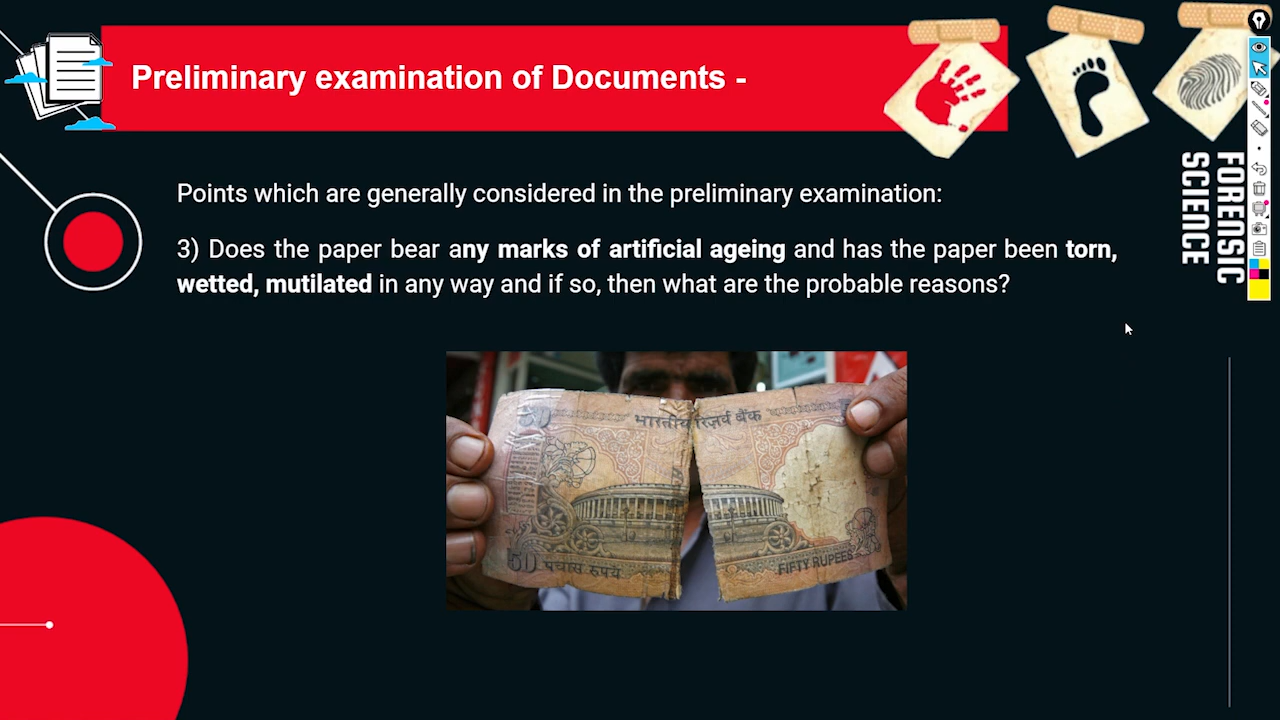 Preliminary examination of Documents -
FORENSIC
SCIENCE
Points which are generally considered in the preliminary examination:
3) Does the paper bear any marks of artificial ageing and has the paper been torn,
wetted, mutilated in any way and if so, then what are the probable reasons?
50
भारतीय रिज़र्व बैंक
50 पचास रुपये
FIFTY RUPEES